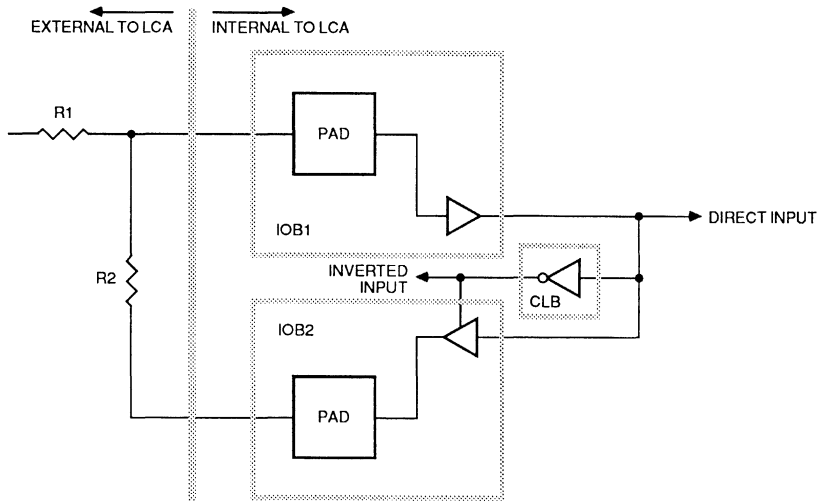 EXTERNAL TO LCA
INTERNAL TO LCA
R1
PAD
IOB1
DIRECT INPUT
R2
INVERTED
INPUT
CLB
IOB2
PAD